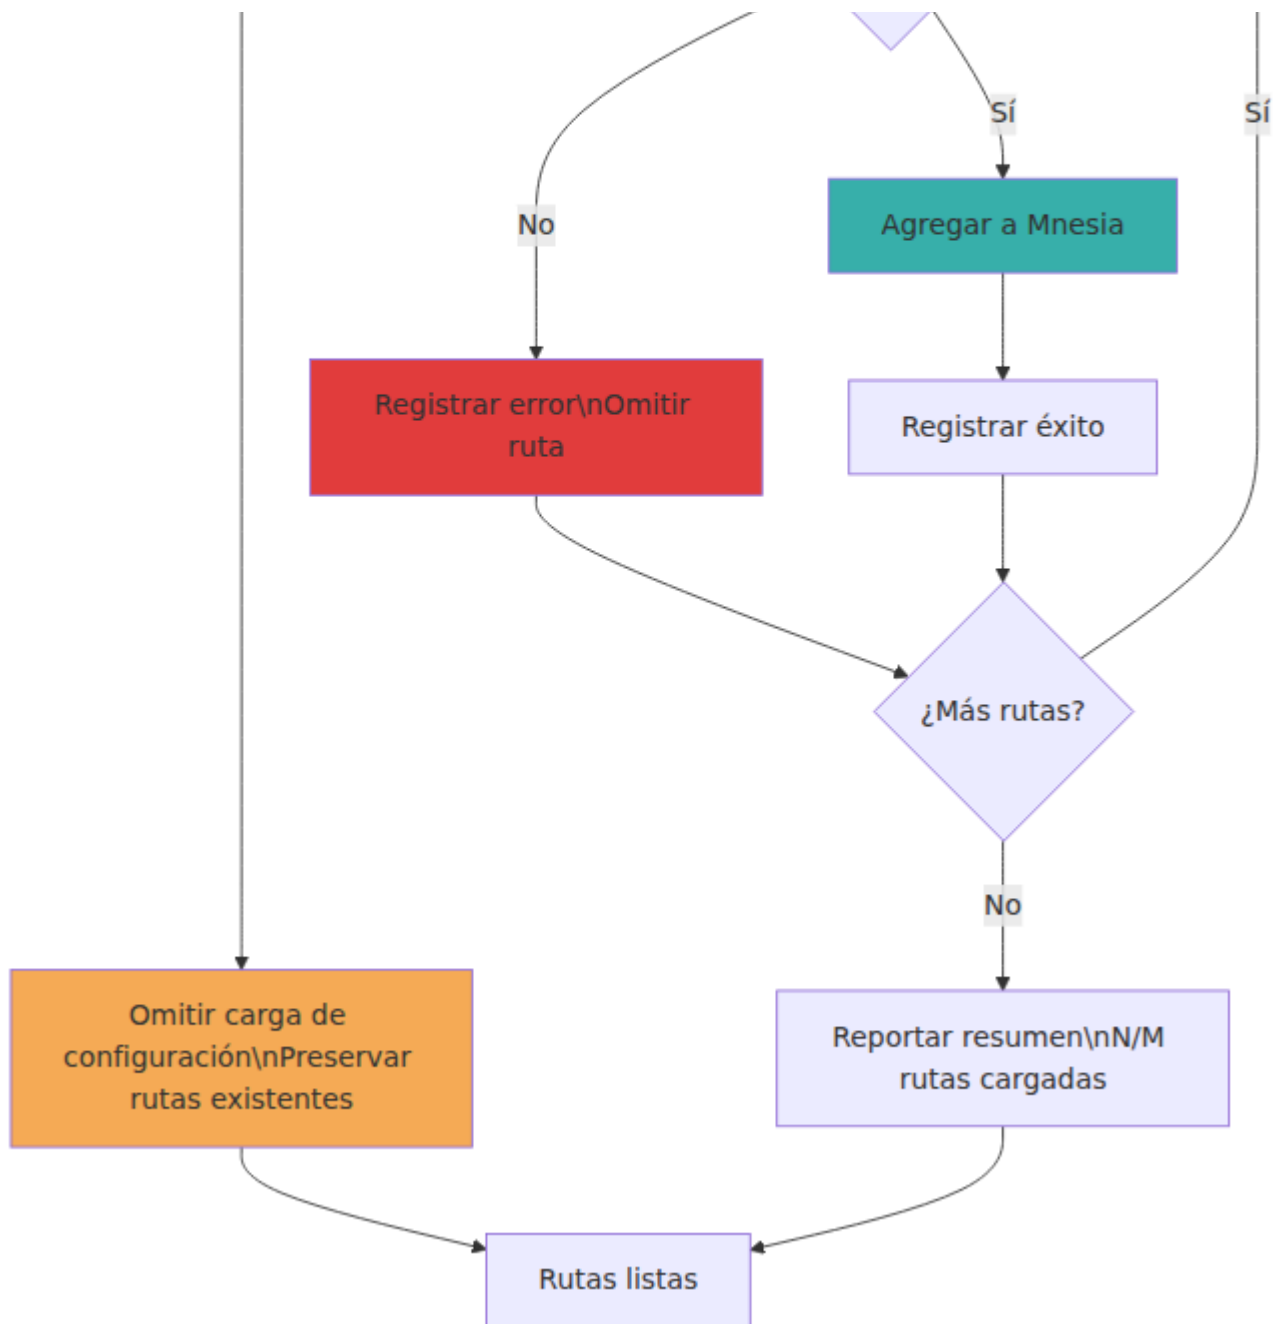 Sí
Sí
No
Agregar a Mnesia
Registrar error\nOmitir
ruta
Registrar éxito
¿Más rutas?
No
Omitir carga de
configuración\nPreservar
rutas existentes
Reportar resumen\nN/M
rutas cargadas
Rutas listas